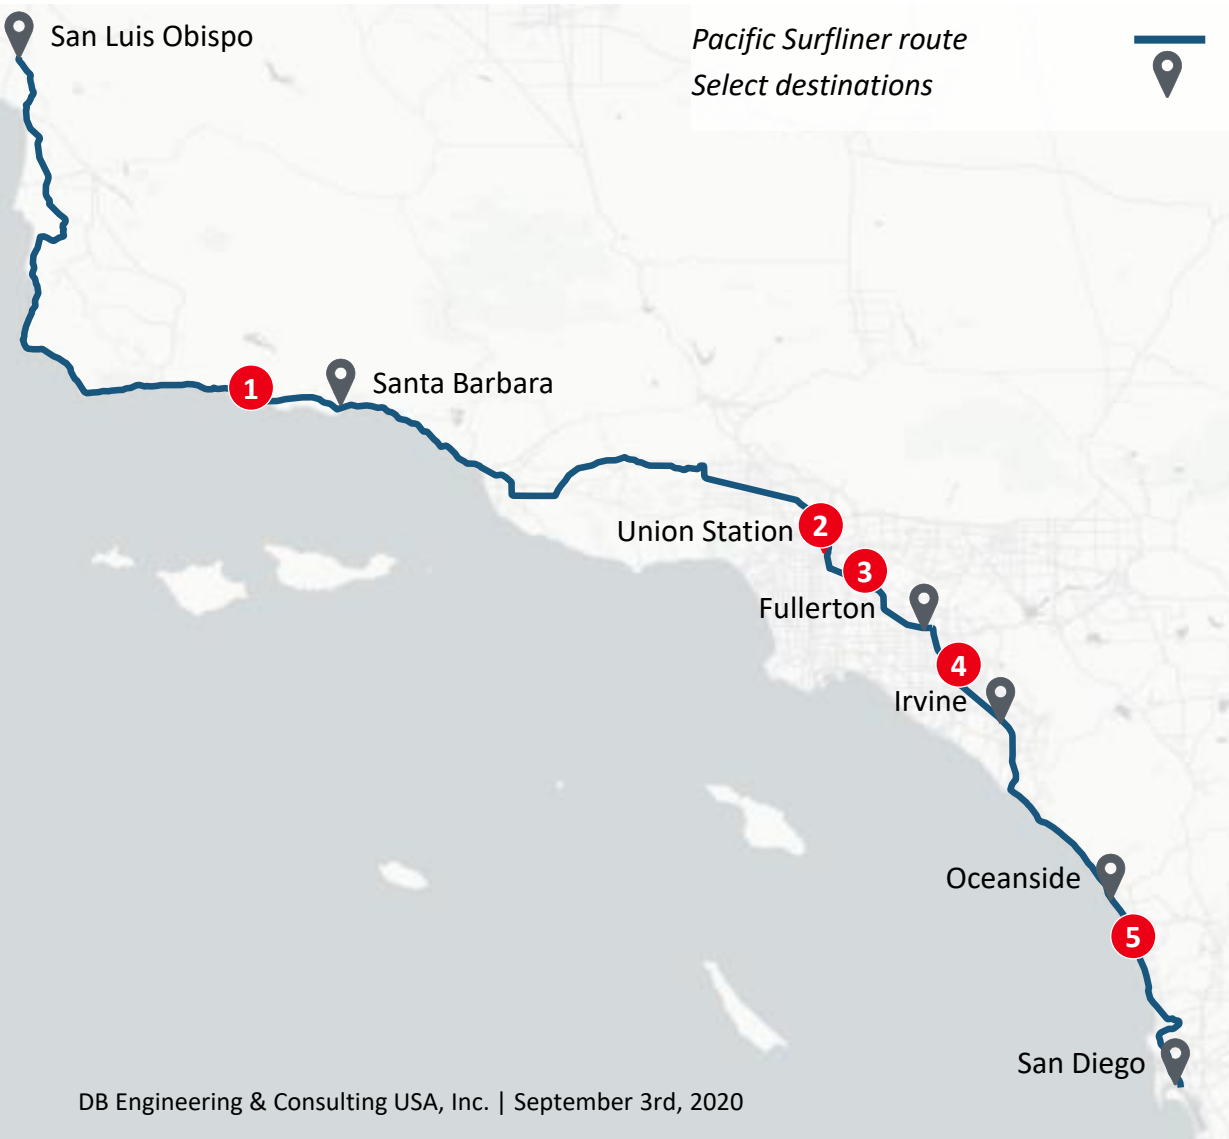 San Luis Obispo
Pacific Surfliner route
Select destinations
1
Santa Barbara
Union Station
2
3
Fullerton
4
Irvine
Oceanside
5
San Diego
DB Engineering & Consulting USA, Inc. | September 3rd, 2020